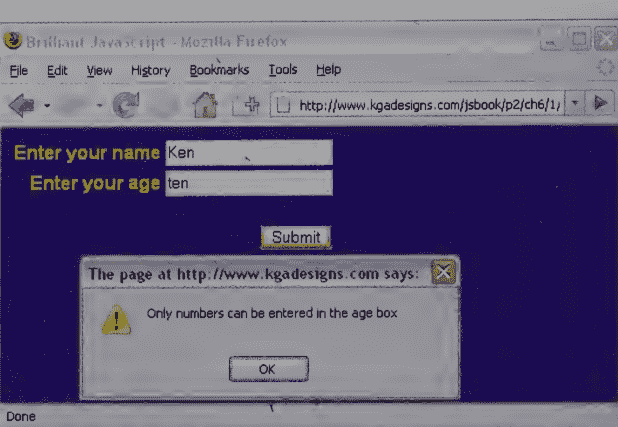 Brilliant JavaScript - Mozilla Firefox
File Edit View History Bookmarks Tools Help
http://www.kgadesigns.com/jsbook/p2/ch6/1/
Enter your name Ken
Enter your age ten
Submit
The page at http://www.kgadesigns.com says:
Only numbers can be entered in the age box
OK
Done